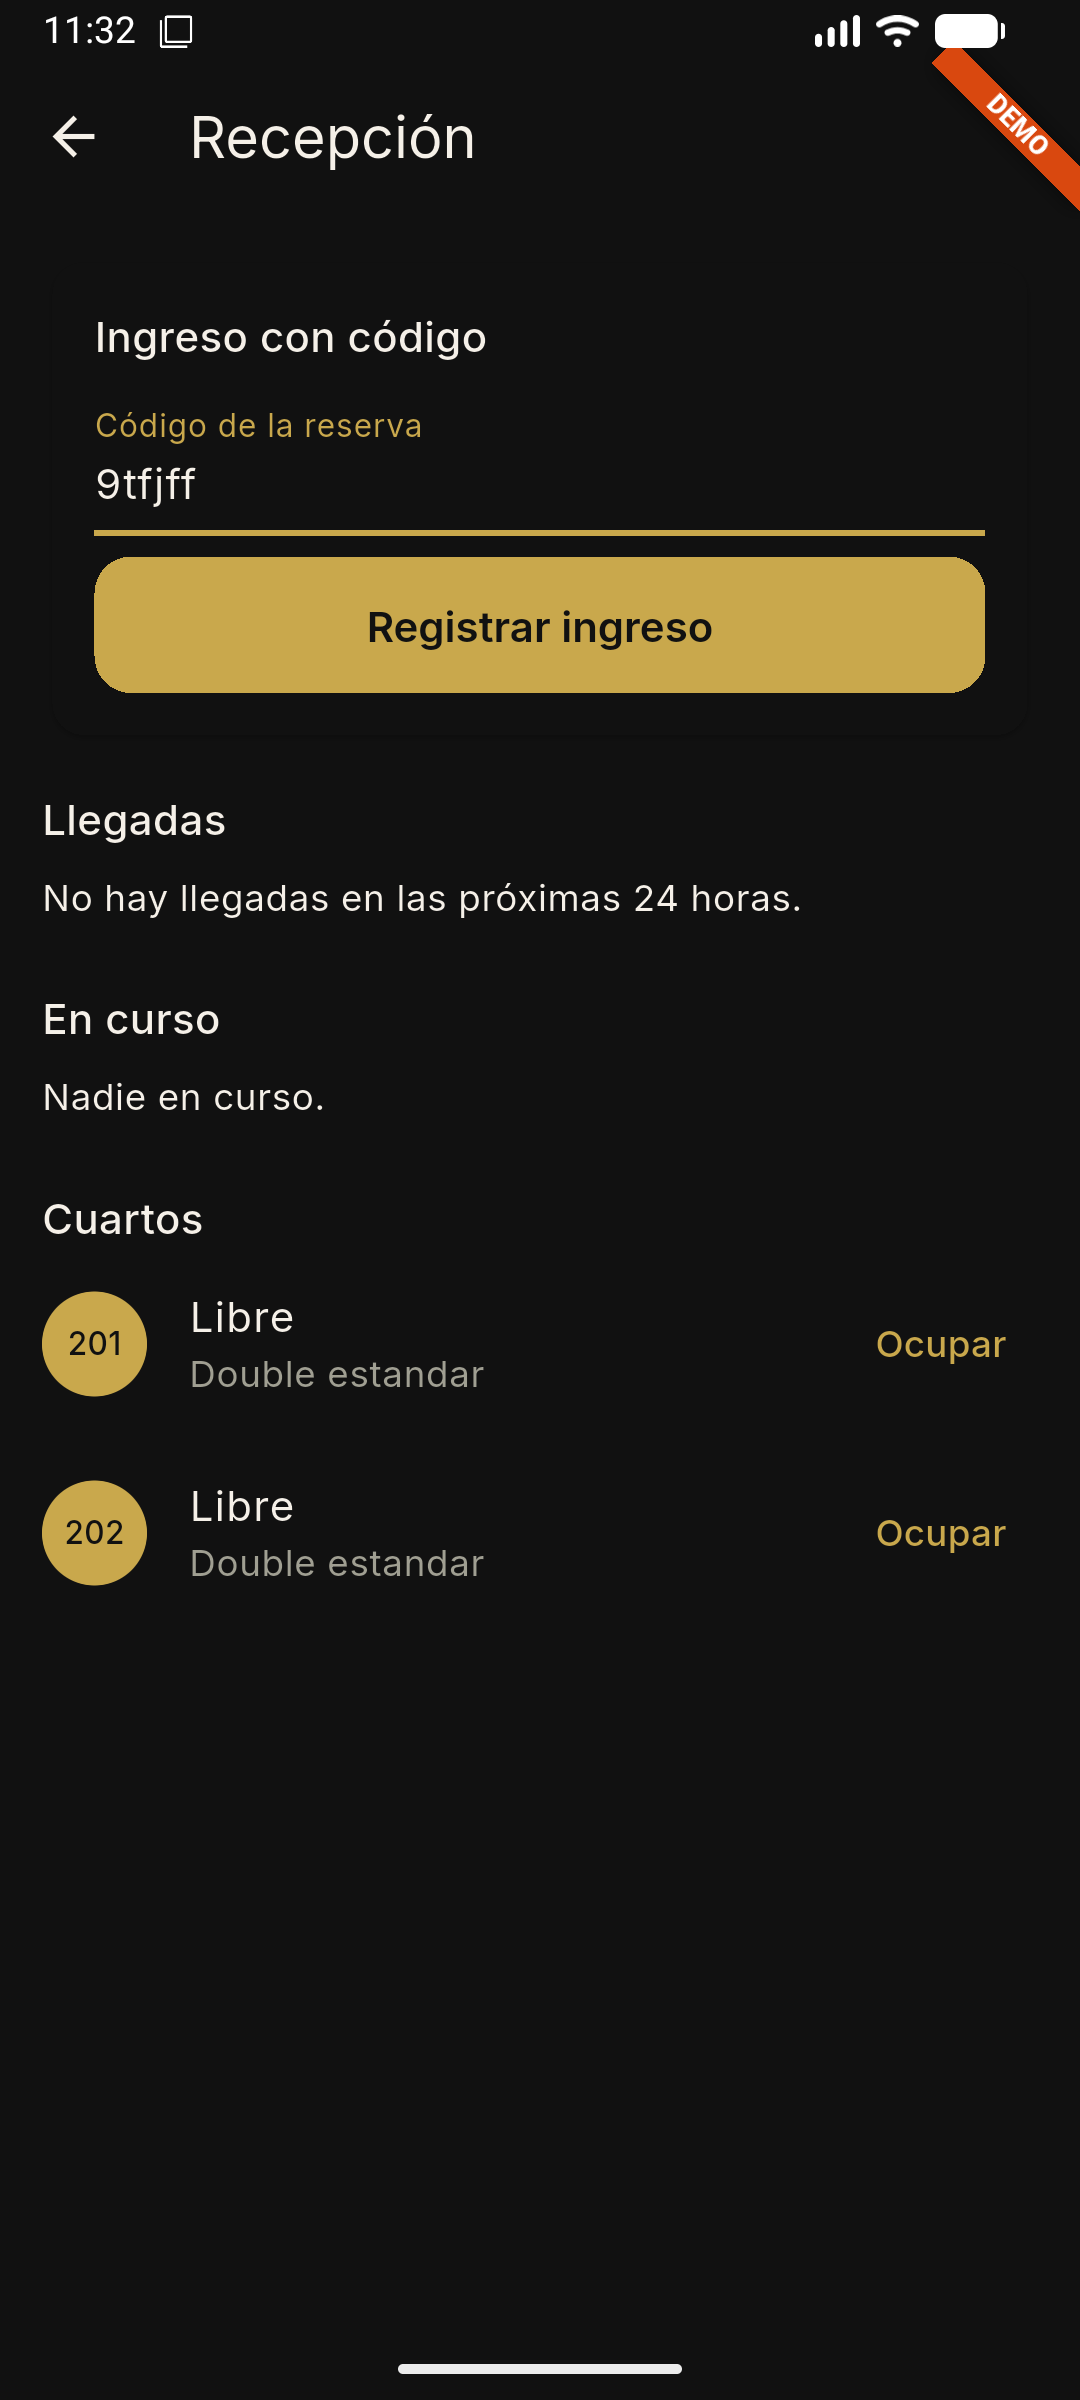 11:32
DEMO
Recepción
Ingreso con código
Código de la reserva
9tfjff
Registrar ingreso
Llegadas
No hay llegadas en las próximas 24 horas.
En curso
Nadie en curso.
Cuartos
201
Libre
Double estandar
Ocupar
202
Libre
Double estandar
Ocupar